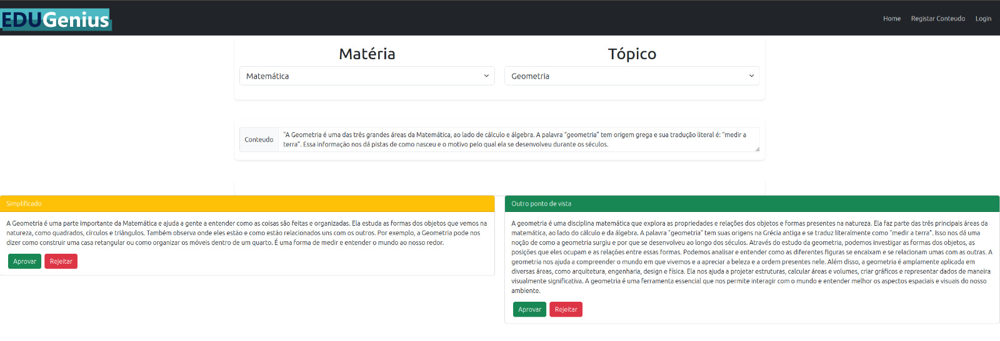 EDUGenius
Home Registar Conteudo Login
Matéria
Tópico
Matemática
Geometria
Conteudo
"A Geometria é uma das três grandes áreas da Matemática, ao lado de cálculo e álgebra. A palavra “geometria” tem origem grega e sua tradução literal é: “medir a
terra”. Essa informação nos dá pistas de como nasceu e o motivo pelo qual ela se desenvolveu durante os séculos.
Simplificado
A Geometria é uma parte importante da Matemática e ajuda a gente a entender como as coisas são feitas e organizadas. Ela estuda as formas dos objetos que vemos na
natureza, como quadrados, círculos e triângulos. Também observa onde eles estão e como estão relacionados uns com os outros. Por exemplo, a Geometria pode nos
dizer como construir uma casa retangular ou como organizar os móveis dentro de um quarto. É uma forma de medir e entender o mundo ao nosso redor.
Aprovar Rejeitar
Outro ponto de vista
A geometria é uma disciplina matemática que explora as propriedades e relações dos objetos e formas presentes na natureza. Ela faz parte das três principais áreas da
matemática, ao lado do cálculo e da álgebra. A palavra "geometria" tem suas origens na Grécia antiga e se traduz literalmente como "medir a terra". Isso nos dá uma
noção de como a geometria surgiu e por que se desenvolveu ao longo dos séculos. Através do estudo da geometria, podemos investigar as formas dos objetos, as
posições que eles ocupam e as relações entre essas formas. Podemos analisar e entender como as diferentes figuras se encaixam e se relacionam umas com as outras. A
geometria nos ajuda a compreender o mundo em que vivemos e a apreciar a beleza e a ordem presentes nele. Além disso, a geometria é amplamente aplicada em
diversas áreas, como arquitetura, engenharia, design e física. Ela nos ajuda a projetar estruturas, calcular áreas e volumes, criar gráficos e representar dados de maneira
visualmente significativa. A geometria é uma ferramenta essencial que nos permite interagir com o mundo e entender melhor os aspectos espaciais e visuais do nosso
ambiente.
Aprovar Rejeitar